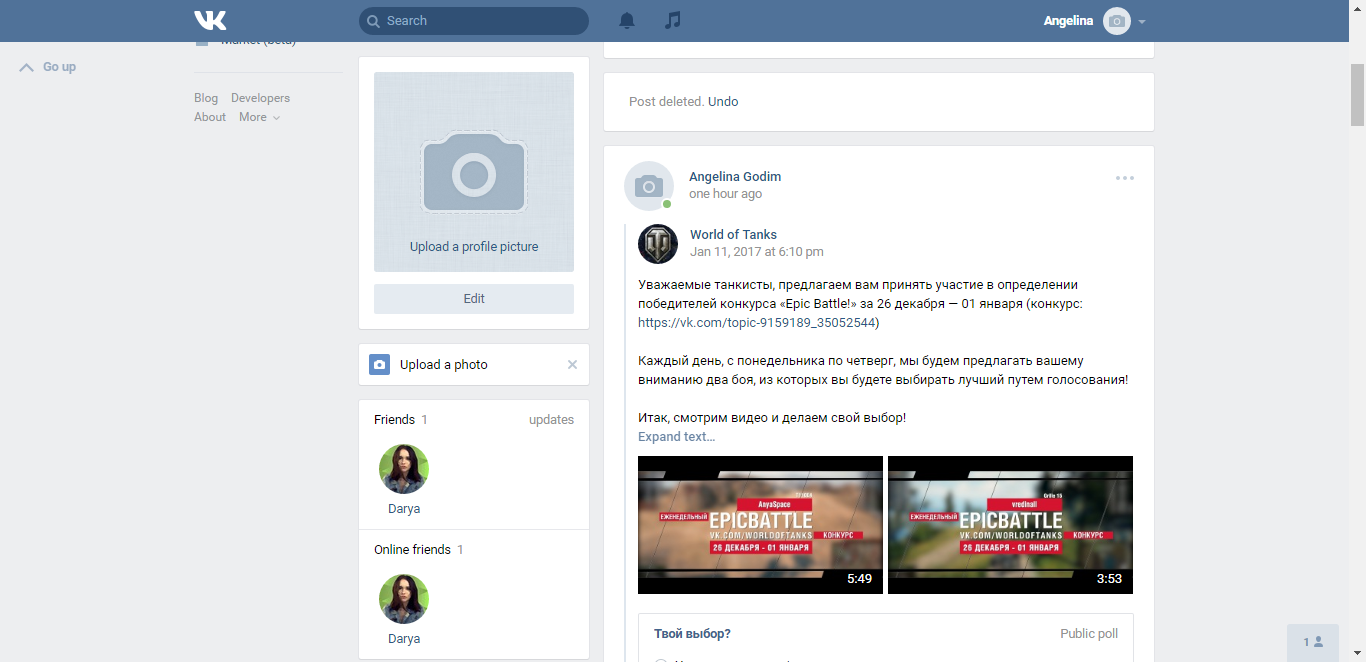 VK
Search
Angelina
Market (beta)
Go up
Blog Developers
About More
Upload a profile picture
Edit
Upload a photo
Friends 1 updates
Darya
Online friends 1
Darya
Post deleted. Undo
Angelina Godim
one hour ago
World of Tanks
Jan 11, 2017 at 6:10 pm
Уважаемые танкисты, предлагаем вам принять участие в определении
победителей конкурса «Epic Battle!» за 26 декабря — 01 января (конкурс:
https://vk.com/topic-9159189_35052544)
Каждый день, с понедельника по четверг, мы будем предлагать вашему
вниманию два боя, из которых вы будете выбирать лучший путем голосования!
Итак, смотрим видео и делаем свой выбор!
Expand text...
AnyaSpace
ЕЖЕНЕДЕЛЬНЫЙ EPICBATTLE
VK.COM/WORLDOFTANKS КОНКУРС
26 ДЕКАБРЯ - 01 ЯНВАРЯ
5:49
Grille 15
vredinall
ЕЖЕНЕДЕЛЬНЫЙ EPICBATTLE
VK.COM/WORLDOFTANKS КОНКУРС
26 ДЕКАБРЯ - 01 ЯНВАРЯ
3:53
Твой выбор? Public poll
1